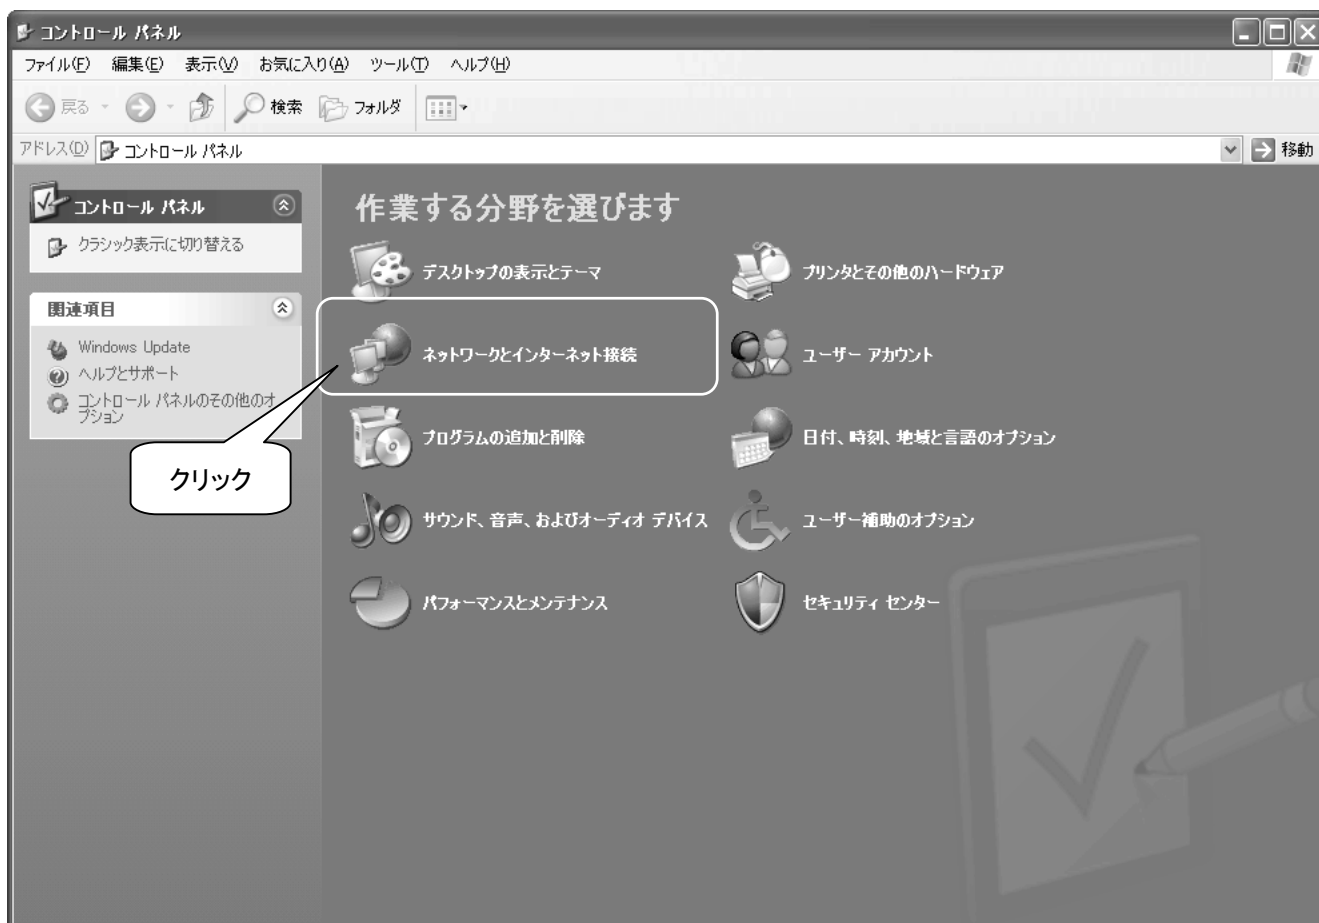 コントロール パネル
ファイル(F) 編集(E) 表示(V) お気に入り(A) ツール(T) ヘルプ(H)
戻る 検索 フォルダ
アドレス(D) コントロール パネル 移動
コントロール パネル
クラシック表示に切り替える
関連項目
Windows Update
ヘルプとサポート
コントロール パネルのその他のオ
プション
クリック
作業する分野を選びます
デスクトップの表示とテーマ
プリンタとその他のハードウェア
ネットワークとインターネット接続
ユーザー アカウント
プログラムの追加と削除
日付、時刻、地域と言語のオプション
サウンド、音声、およびオーディオ デバイス
ユーザー補助のオプション
パフォーマンスとメンテナンス
セキュリティ センター